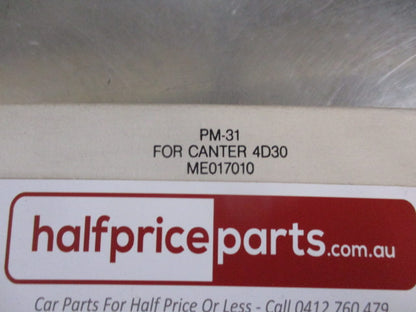 PM-31
FOR CANTER 4D30
ME017010
halfpriceparts.com.au
Car Parts For Half Price Or Less - Call 0412 760 479